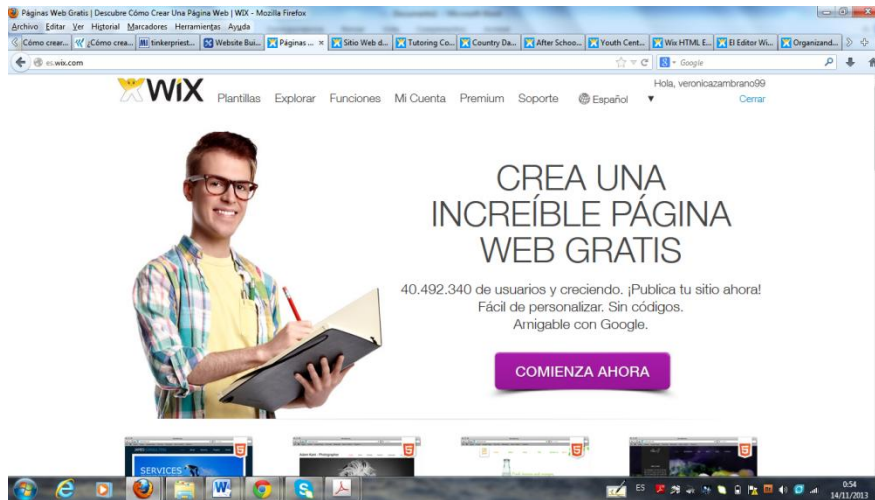 Páginas Web Gratis | Descubre Cómo Crear Una Página Web | WIX - Mozilla Firefox
Archivo Editar Ver Historial Marcadores Herramientas Ayuda
Cómo crear... ¿Cómo crea... tinkerpriest... Website Bui... Páginas ... Sitio Web d... Tutoring Co... Country Da... After Schoo... Youth Cent... Wix HTML E... El Editor Wi... Organizand...
es.wix.com Google
WiX Plantillas Explorar Funciones Mi Cuenta Premium Soporte Español Hola, veronicazambrano99
Cerrar
CREA UNA
INCREÍBLE PÁGINA
WEB GRATIS
40.492.340 de usuarios y creciendo. ¡Publica tu sitio ahora!
Fácil de personalizar. Sin códigos.
Amigable con Google.
COMIENZA AHORA
SERVICES
ES 0:54
14/11/2013